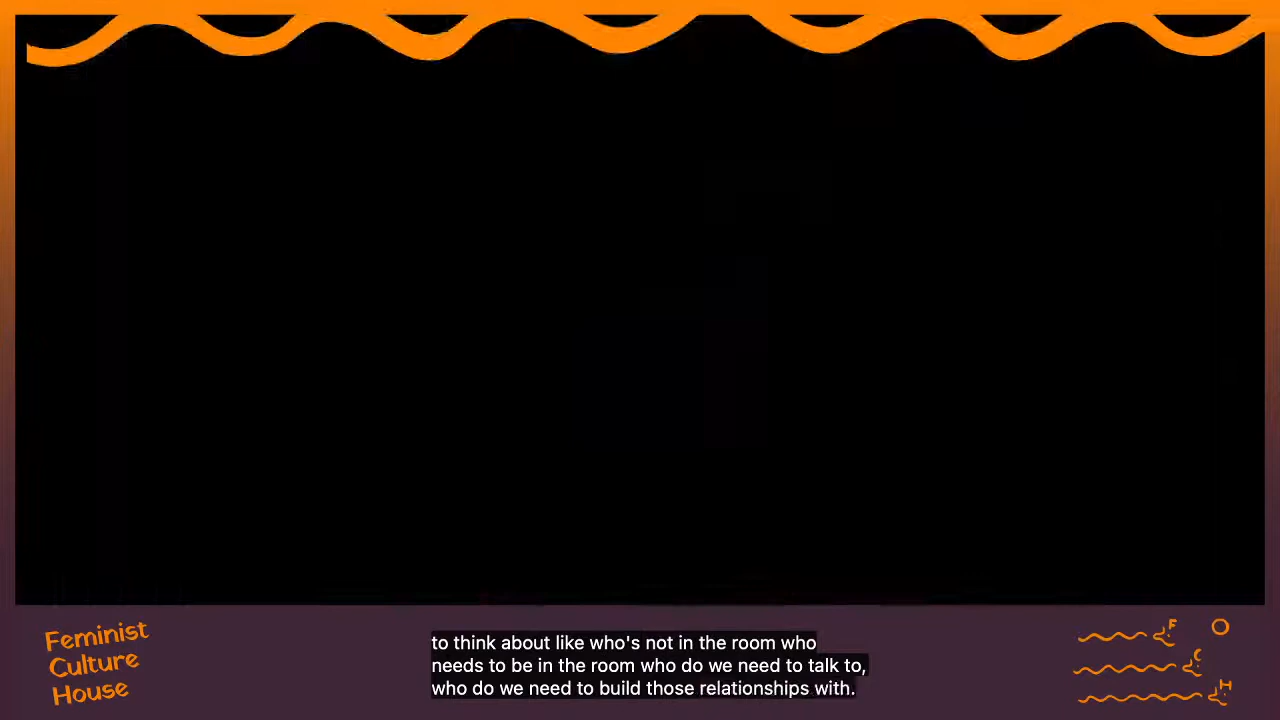 Feminist
Culture
House
to think about like who's not in the room who
needs to be in the room who do we need to talk to,
who do we need to build those relationships with.
F
C
H